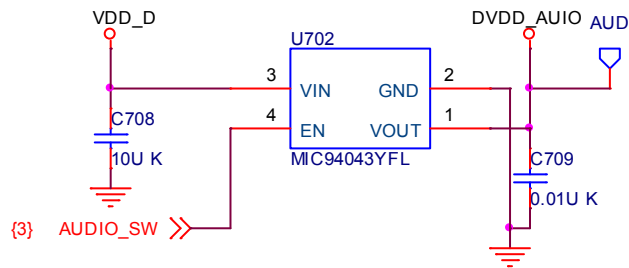 VDD_D
DVDD_AUIO
AUD
U702
3
VIN
GND
2
4
EN
VOUT
1
C708
10U K
MIC94043YFL
C709
0.01U K
{3}
AUDIO_SW